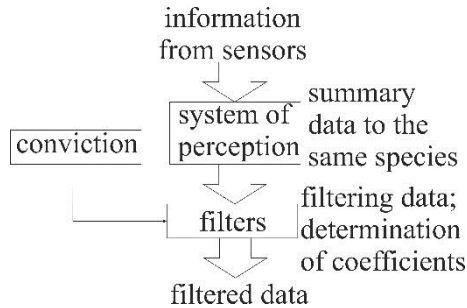 information
from sensors
system of
perception
summary
data to the
same species
conviction
filters
filtering data;
determination
of coefficients
filtered data